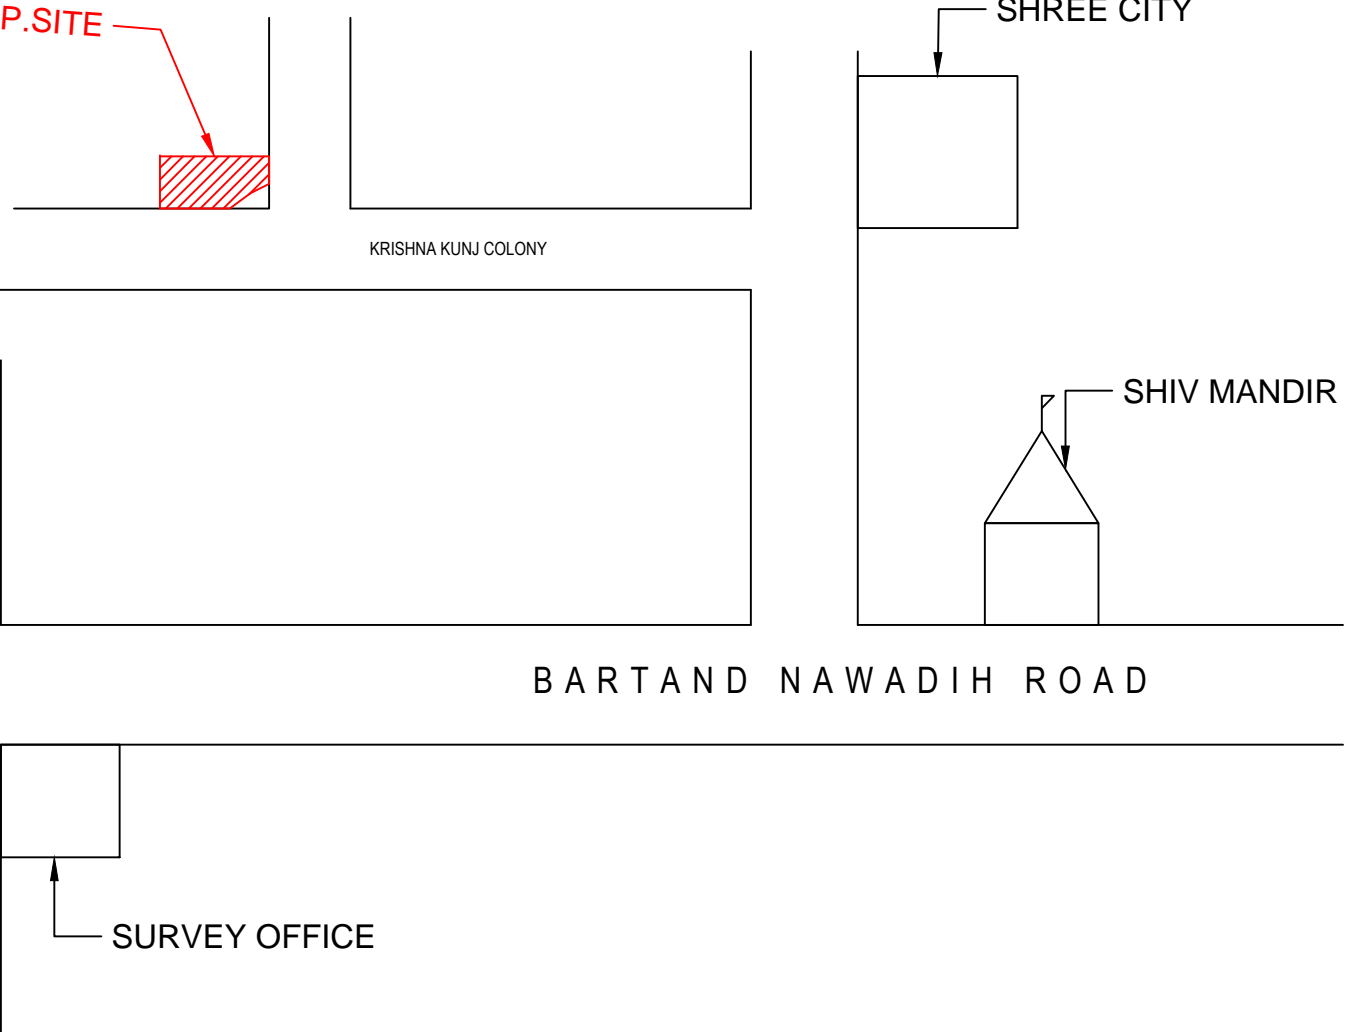 P.SITE
SHREE CITY
KRISHNA KUNJ COLONY
SHIV MANDIR
BARTAND NAWADIH ROAD
SURVEY OFFICE